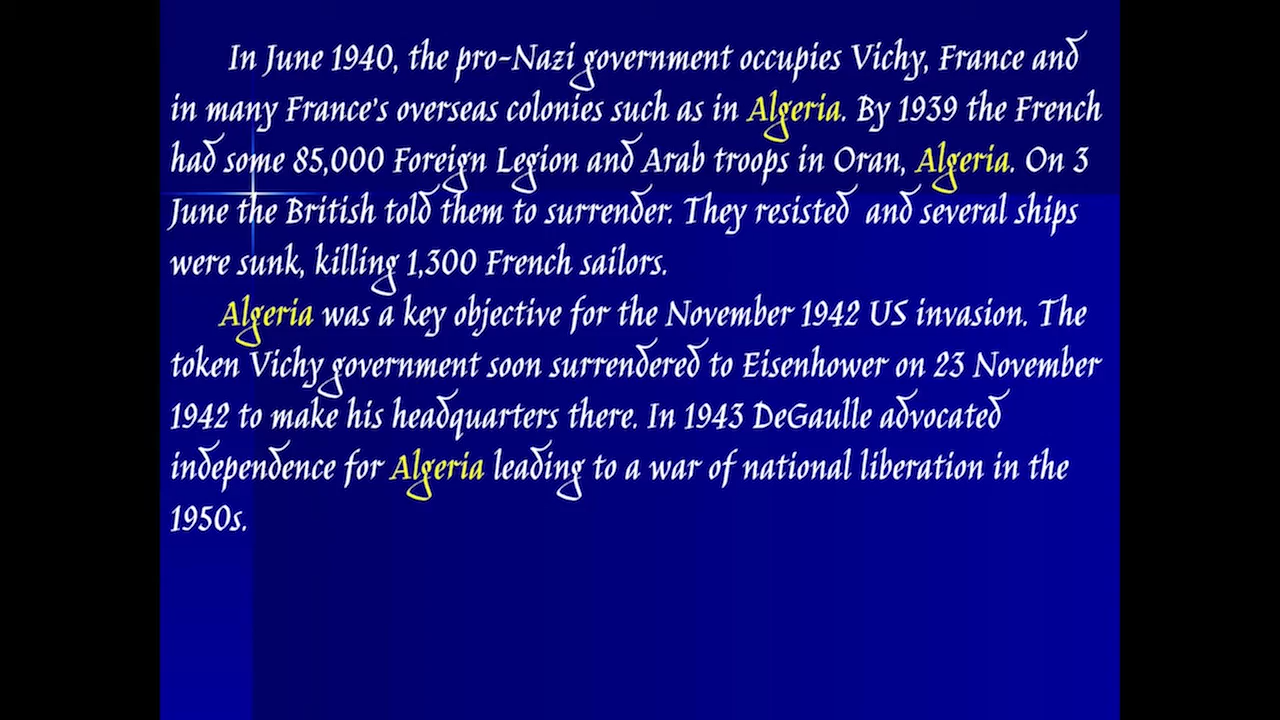 In June 1940, the pro-Nazi government occupies Vichy, France and
in many France's overseas colonies such as in Algeria. By 1939 the French
had some 85,000 Foreign Legion and Arab troops in Oran, Algeria. On 3
June the British told them to surrender. They resisted and several ships
were sunk, killing 1,300 French sailors.
Algeria was a key objective for the November 1942 US invasion. The
token Vichy government soon surrendered to Eisenhower on 23 November
1942 to make his headquarters there. In 1943 DeGaulle advocated
independence for Algeria leading to a war of national liberation in the
1950s.